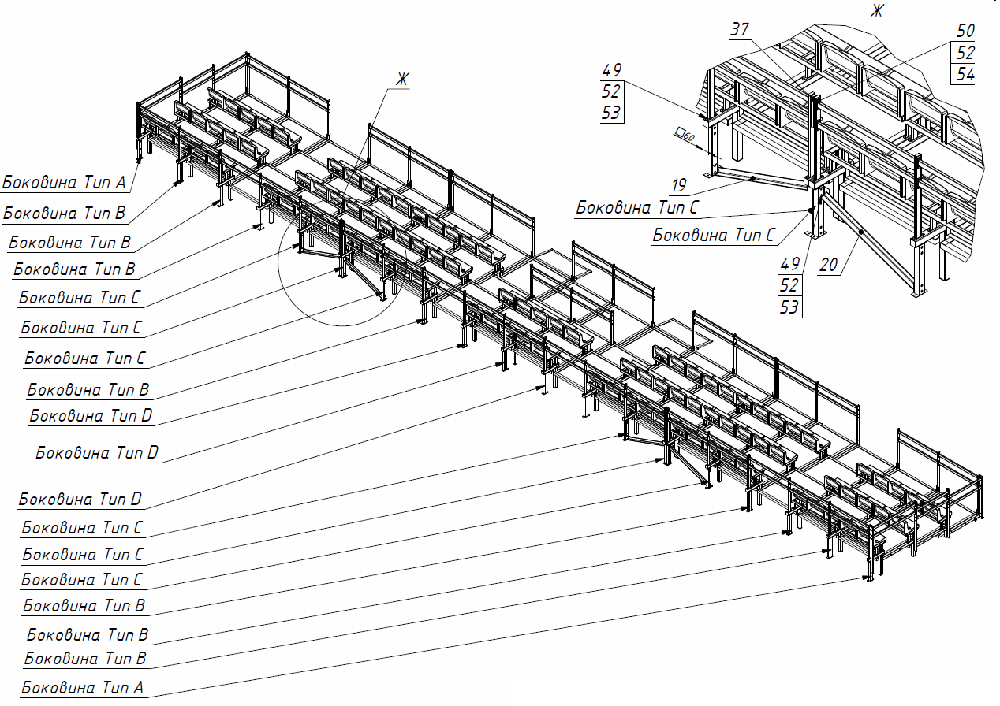 Ж
37
50
52
54
49
52
53
Ж
□60
19
Боковина Тип С
Боковина Тип С
49
52
53
20
Боковина Тип А
Боковина Тип В
Боковина Тип В
Боковина Тип В
Боковина Тип С
Боковина Тип С
Боковина Тип С
Боковина Тип В
Боковина Тип D
Боковина Тип D
Боковина Тип D
Боковина Тип С
Боковина Тип С
Боковина Тип С
Боковина Тип В
Боковина Тип В
Боковина Тип В
Боковина Тип А